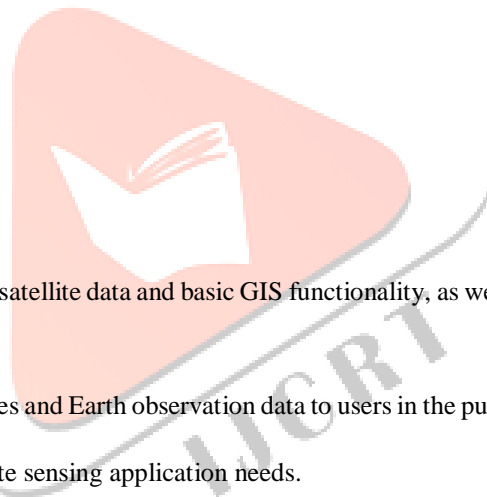 satellite data and basic GIS functionality, as we
es and Earth observation data to users in the pu
te sensing application needs.
IJCRT